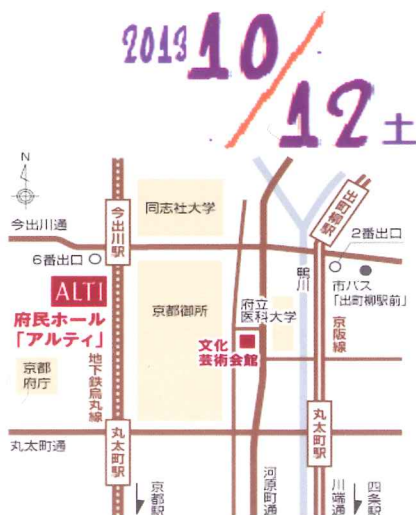 2013 10/12 土
N
出町柳駅
同志社大学
今出川通
今出川駅
2番出口
6番出口
鴨川
市バス
「出町柳駅前」
ALTI
京都御所
府立
医科大学
府民ホール
「アルティ」
文化
芸術会館
京阪線
京都
府庁
地下鉄烏丸線
丸太町通
丸太町駅
丸太町駅
京都駅
河原町通
川端通
四条駅